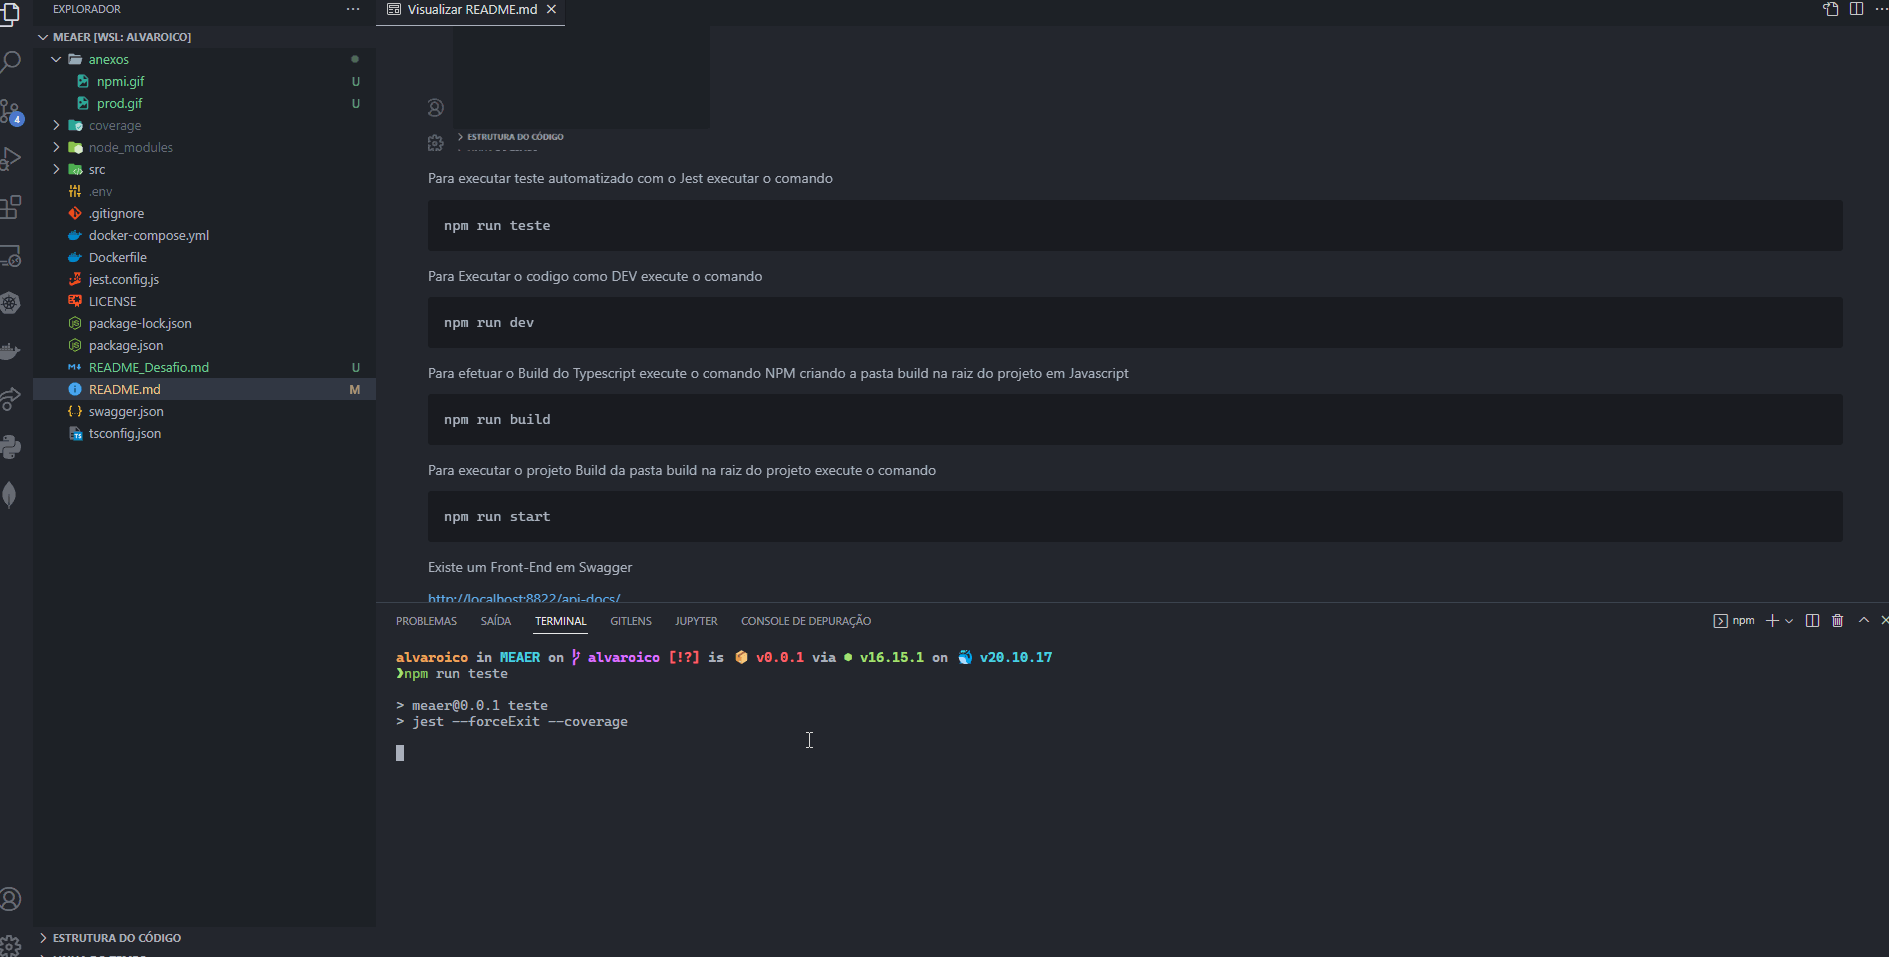 EXPLORADOR
MEAER [WSL: ALVAROICO]
anexos
npmi.gif U
prod.gif U
coverage
node_modules
src
.env
.gitignore
docker-compose.yml
Dockerfile
jest.config.js
LICENSE
package-lock.json
package.json
README_Desafio.md U
README.md M
swagger.json
tsconfig.json
4
ESTRUTURA DO CÓDIGO
Visualizar README.md
ESTRUTURA DO CÓDIGO
Para executar teste automatizado com o Jest executar o comando
npm run teste
Para Executar o codigo como DEV execute o comando
npm run dev
Para efetuar o Build do Typescript execute o comando NPM criando a pasta build na raiz do projeto em Javascript
npm run build
Para executar o projeto Build da pasta build na raiz do projeto execute o comando
npm run start
Existe um Front-End em Swagger
http://localhost:8822/api-docs/
PROBLEMAS SAÍDA TERMINAL GITLENS JUPYTER CONSOLE DE DEPURAÇÃO
npm
alvaroico in MEAER on alvaroico [!?] is v0.0.1 via v16.15.1 on v20.10.17
❯npm run teste
> meaer@0.0.1 teste
> jest --forceExit --coverage